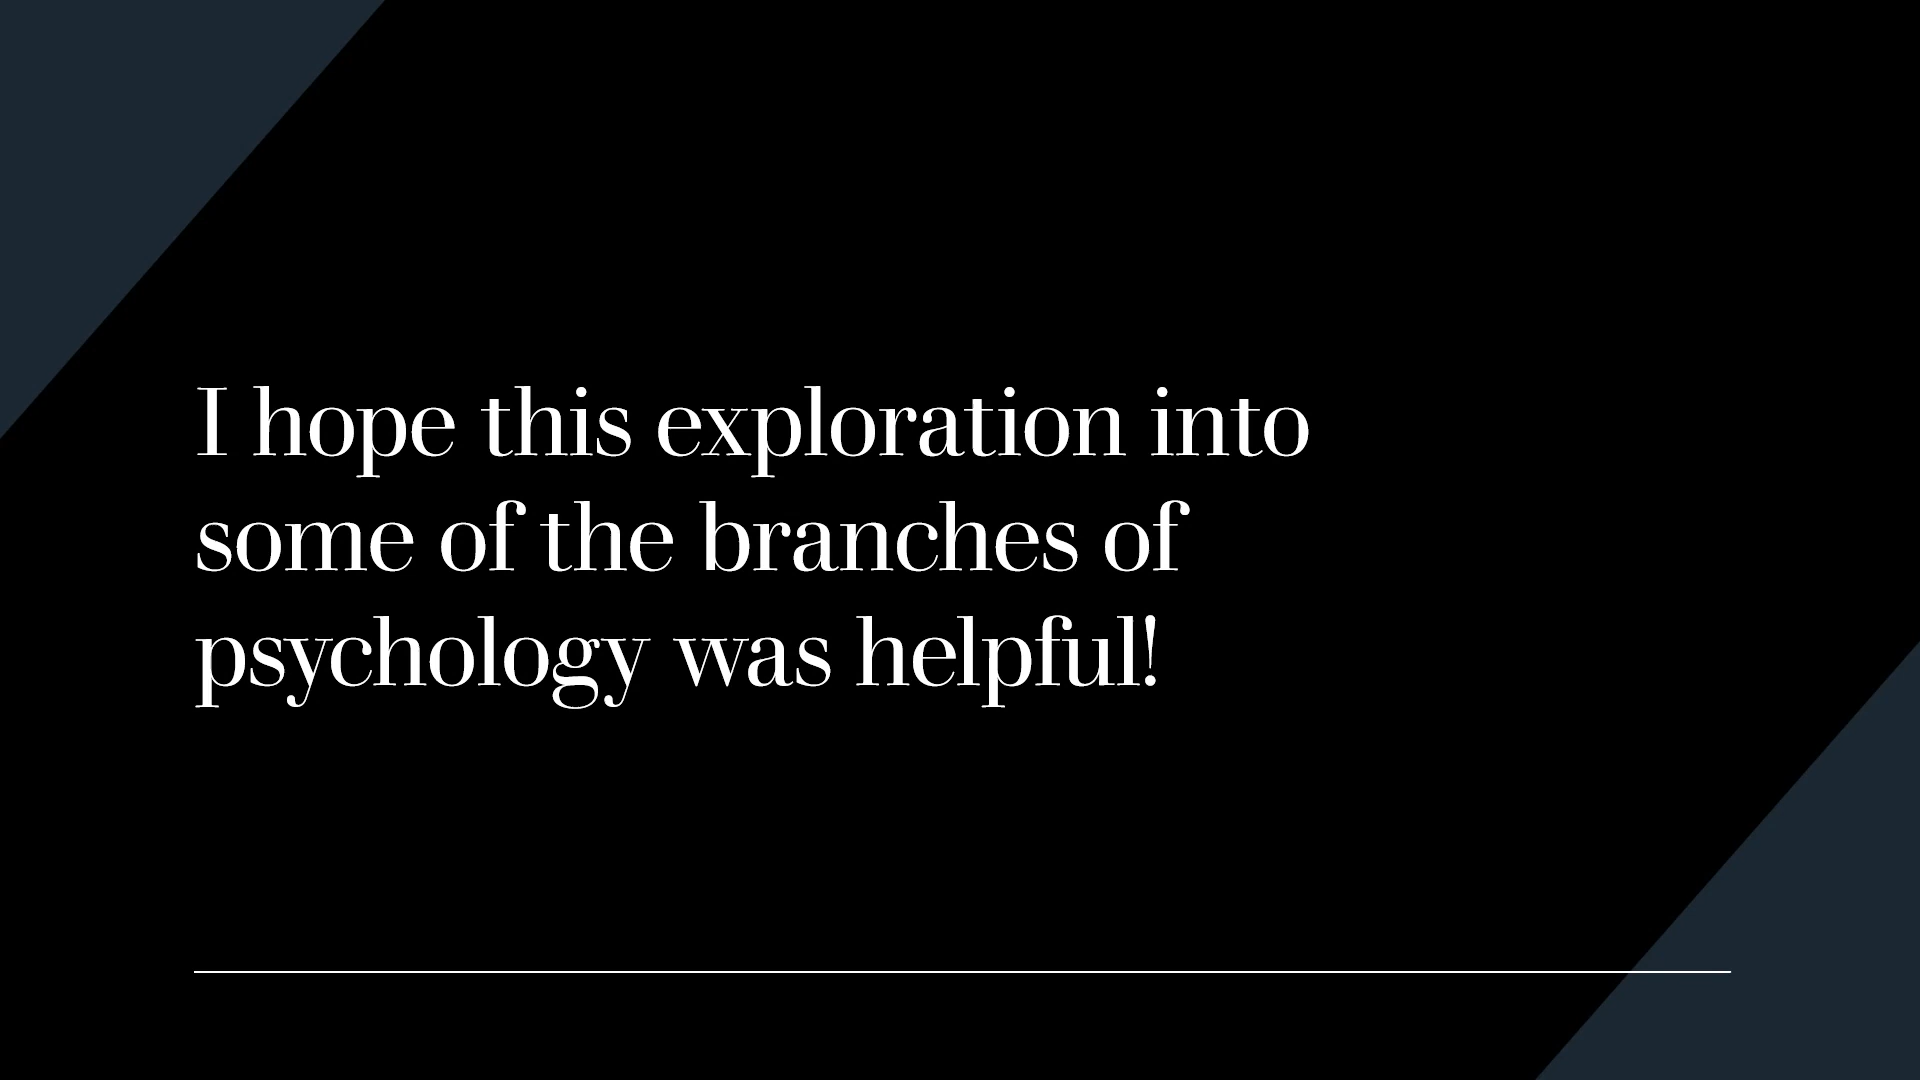 I hope this exploration into
some of the branches of
psychology was helpful!